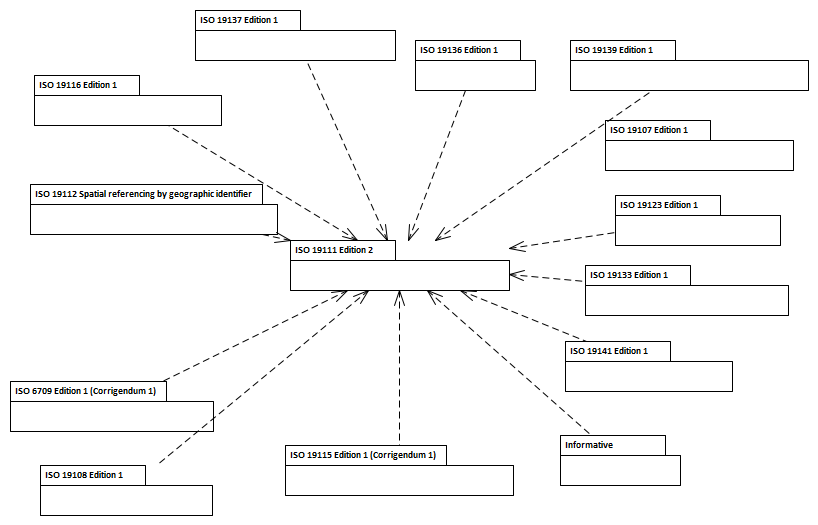 ISO 19137 Edition 1
ISO 19136 Edition 1
ISO 19139 Edition 1
ISO 19116 Edition 1
ISO 19107 Edition 1
ISO 19112 Spatial referencing by geographic identifier
ISO 19123 Edition 1
ISO 19111 Edition 2
ISO 19133 Edition 1
ISO 19141 Edition 1
ISO 6709 Edition 1 (Corrigendum 1)
Informative
ISO 19115 Edition 1 (Corrigendum 1)
ISO 19108 Edition 1